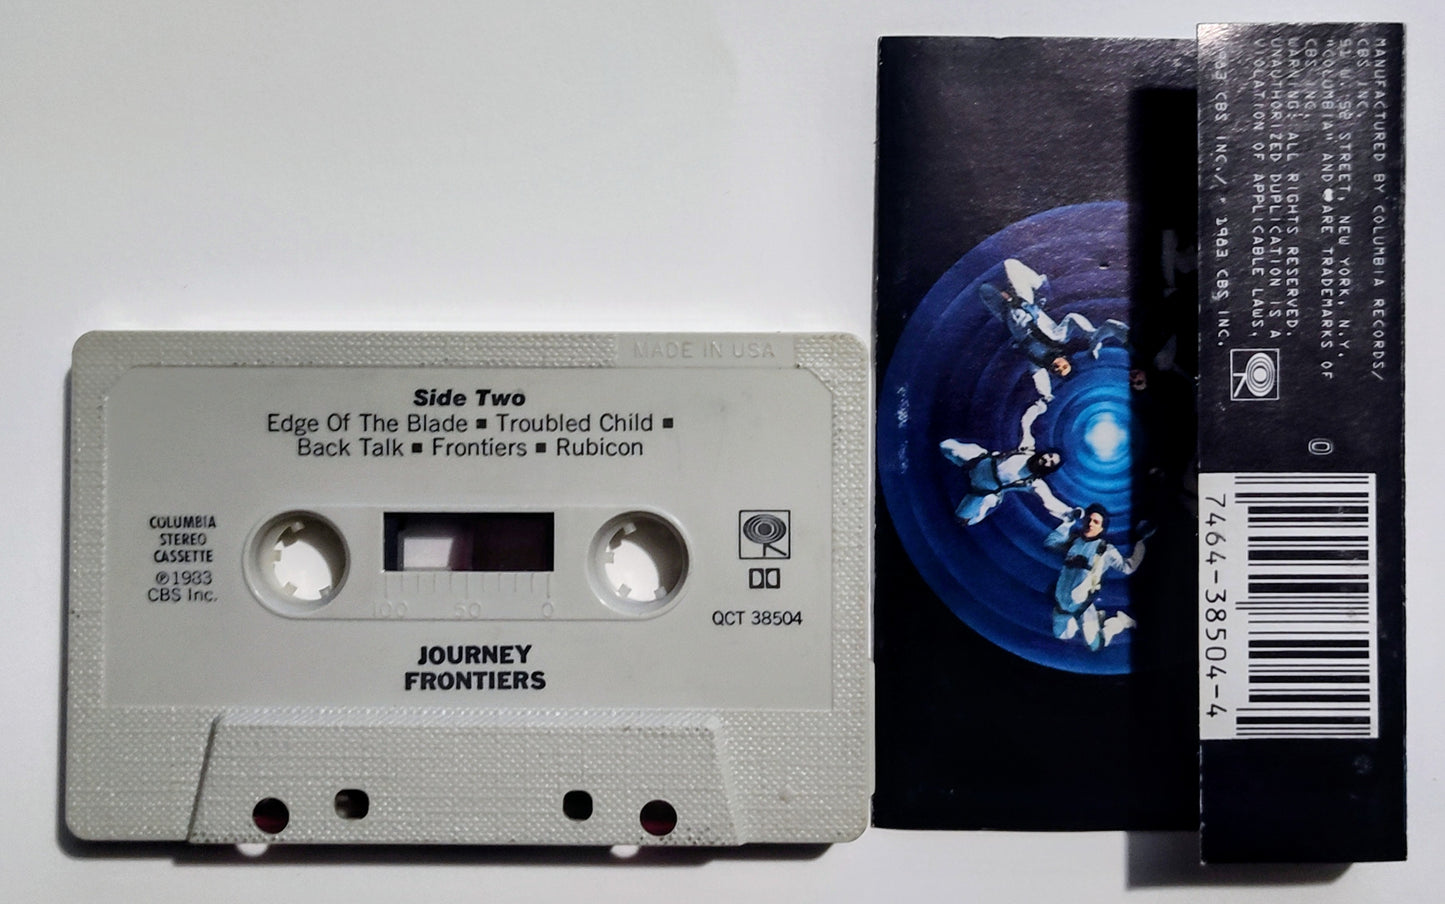 MADE IN USA
Side Two
Edge Of The Blade ▪ Troubled Child ▪
Back Talk ▪ Frontiers ▪ Rubicon
COLUMBIA
STEREO
CASSETTE
℗1983
CBS Inc.
100 50 0
QCT 38504
JOURNEY
FRONTIERS
MANUFACTURED BY COLUMBIA RECORDS/
CBS INC.
51 W. 52 STREET, NEW YORK, N.Y.
"COLUMBIA" AND ARE TRADEMARKS OF
CBS INC.
WARNING: ALL RIGHTS RESERVED.
UNAUTHORIZED DUPLICATION IS A
VIOLATION OF APPLICABLE LAWS.
1983 CBS INC./ 1983 CBS INC.
0
7464-38504-4